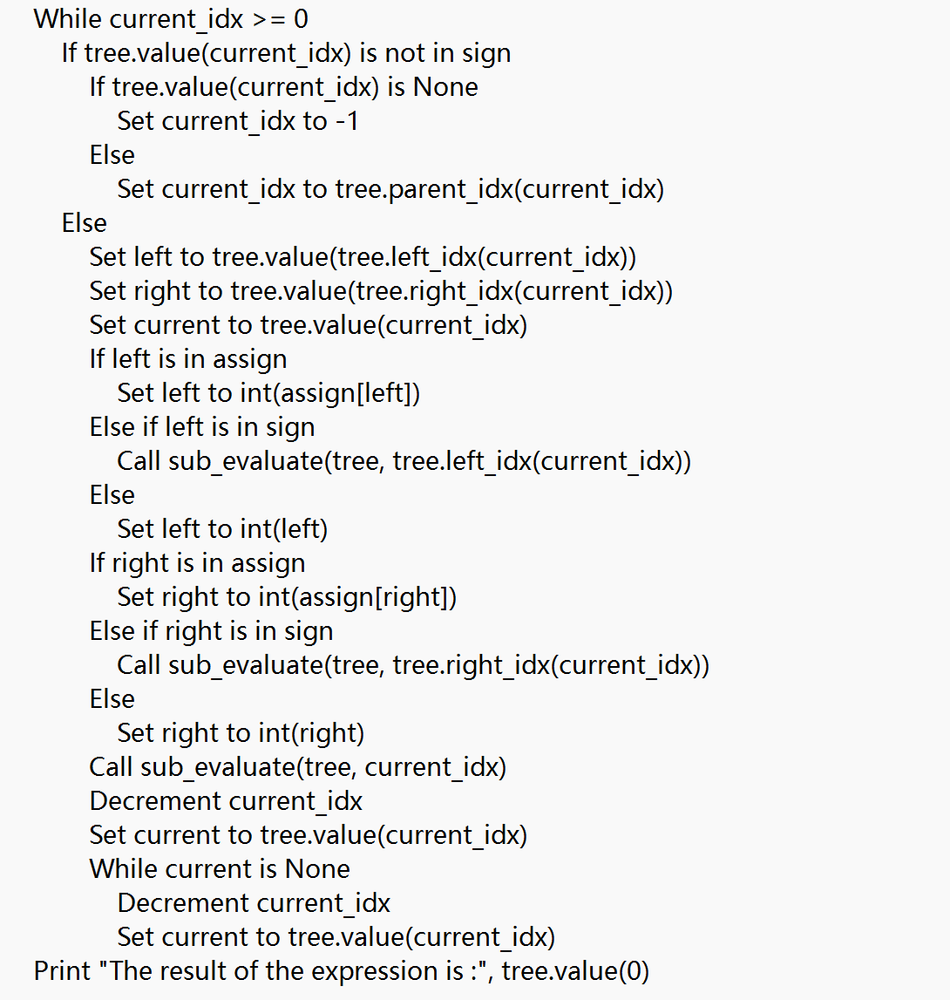 While current_idx >= 0
If tree.value(current_idx) is not in sign
If tree.value(current_idx) is None
Set current_idx to -1
Else
Set current_idx to tree.parent_idx(current_idx)
Else
Set left to tree.value(tree.left_idx(current_idx))
Set right to tree.value(tree.right_idx(current_idx))
Set current to tree.value(current_idx)
If left is in assign
Set left to int(assign[left])
Else if left is in sign
Call sub_evaluate(tree, tree.left_idx(current_idx))
Else
Set left to int(left)
If right is in assign
Set right to int(assign[right])
Else if right is in sign
Call sub_evaluate(tree, tree.right_idx(current_idx))
Else
Set right to int(right)
Call sub_evaluate(tree, current_idx)
Decrement current_idx
Set current to tree.value(current_idx)
While current is None
Decrement current_idx
Set current to tree.value(current_idx)
Print "The result of the expression is :", tree.value(0)